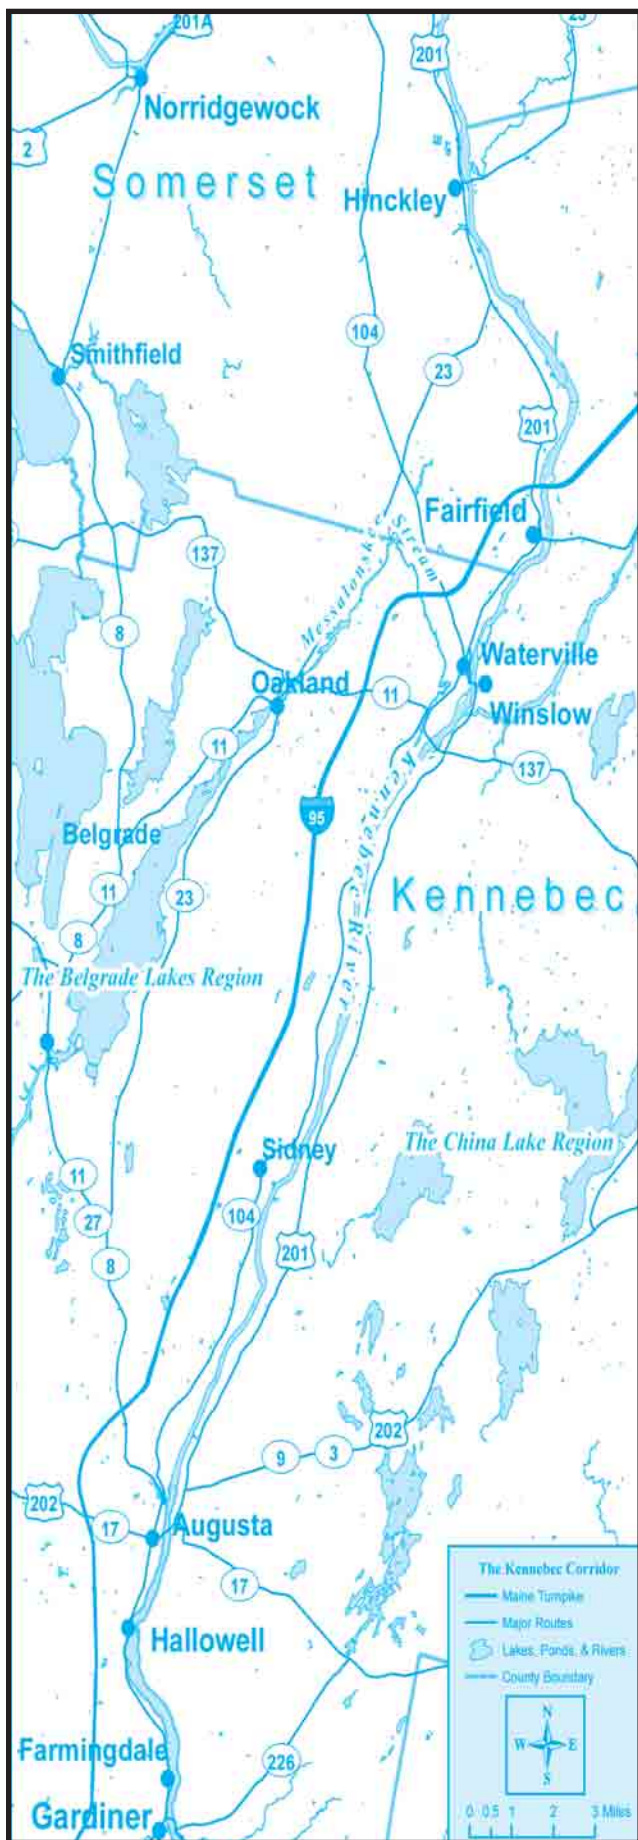 201A
23
201
Norridgewock
2
Somerset
Hinckley
104
Smithfield
23
201
Fairfield
Messalonskee Stream
137
8
Waterville
Oakland
11
Winslow
11
137
Kennebec River
95
Belgrade
11
23
Kennebec
8
The Belgrade Lakes Region
The China Lake Region
Sidney
11
104
27
201
8
202
9
3
202
17
Augusta
17
Hallowell
Farmingdale
226
Gardiner
The Kennebec Corridor
Maine Turnpike
Major Routes
Lakes, Ponds, & Rivers
County Boundary
N
W E
S
0 0.5 1 2 3 Miles